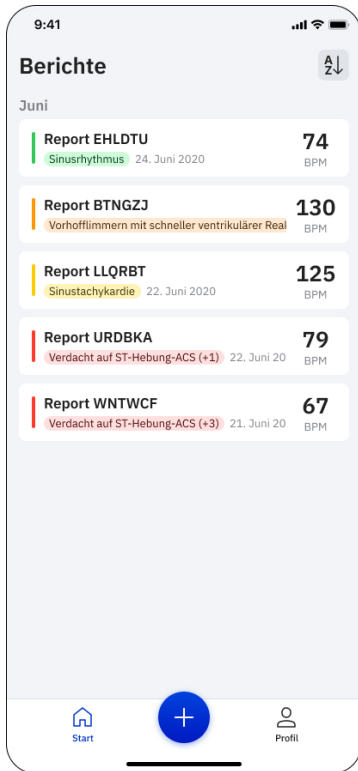 9:41
Berichte
A
Z
Juni
Report EHLDTU
Sinusrhythmus 24. Juni 2020
74
BPM
Report BTNGZJ
Vorhofflimmern mit schneller ventrikulärer Real
130
BPM
Report LLQRBT
Sinustachykardie 22. Juni 2020
125
BPM
Report URDBKA
Verdacht auf ST-Hebung-ACS (+1) 22. Juni 20
79
BPM
Report WNTWCF
Verdacht auf ST-Hebung-ACS (+3) 21. Juni 20
67
BPM
Start
Profil